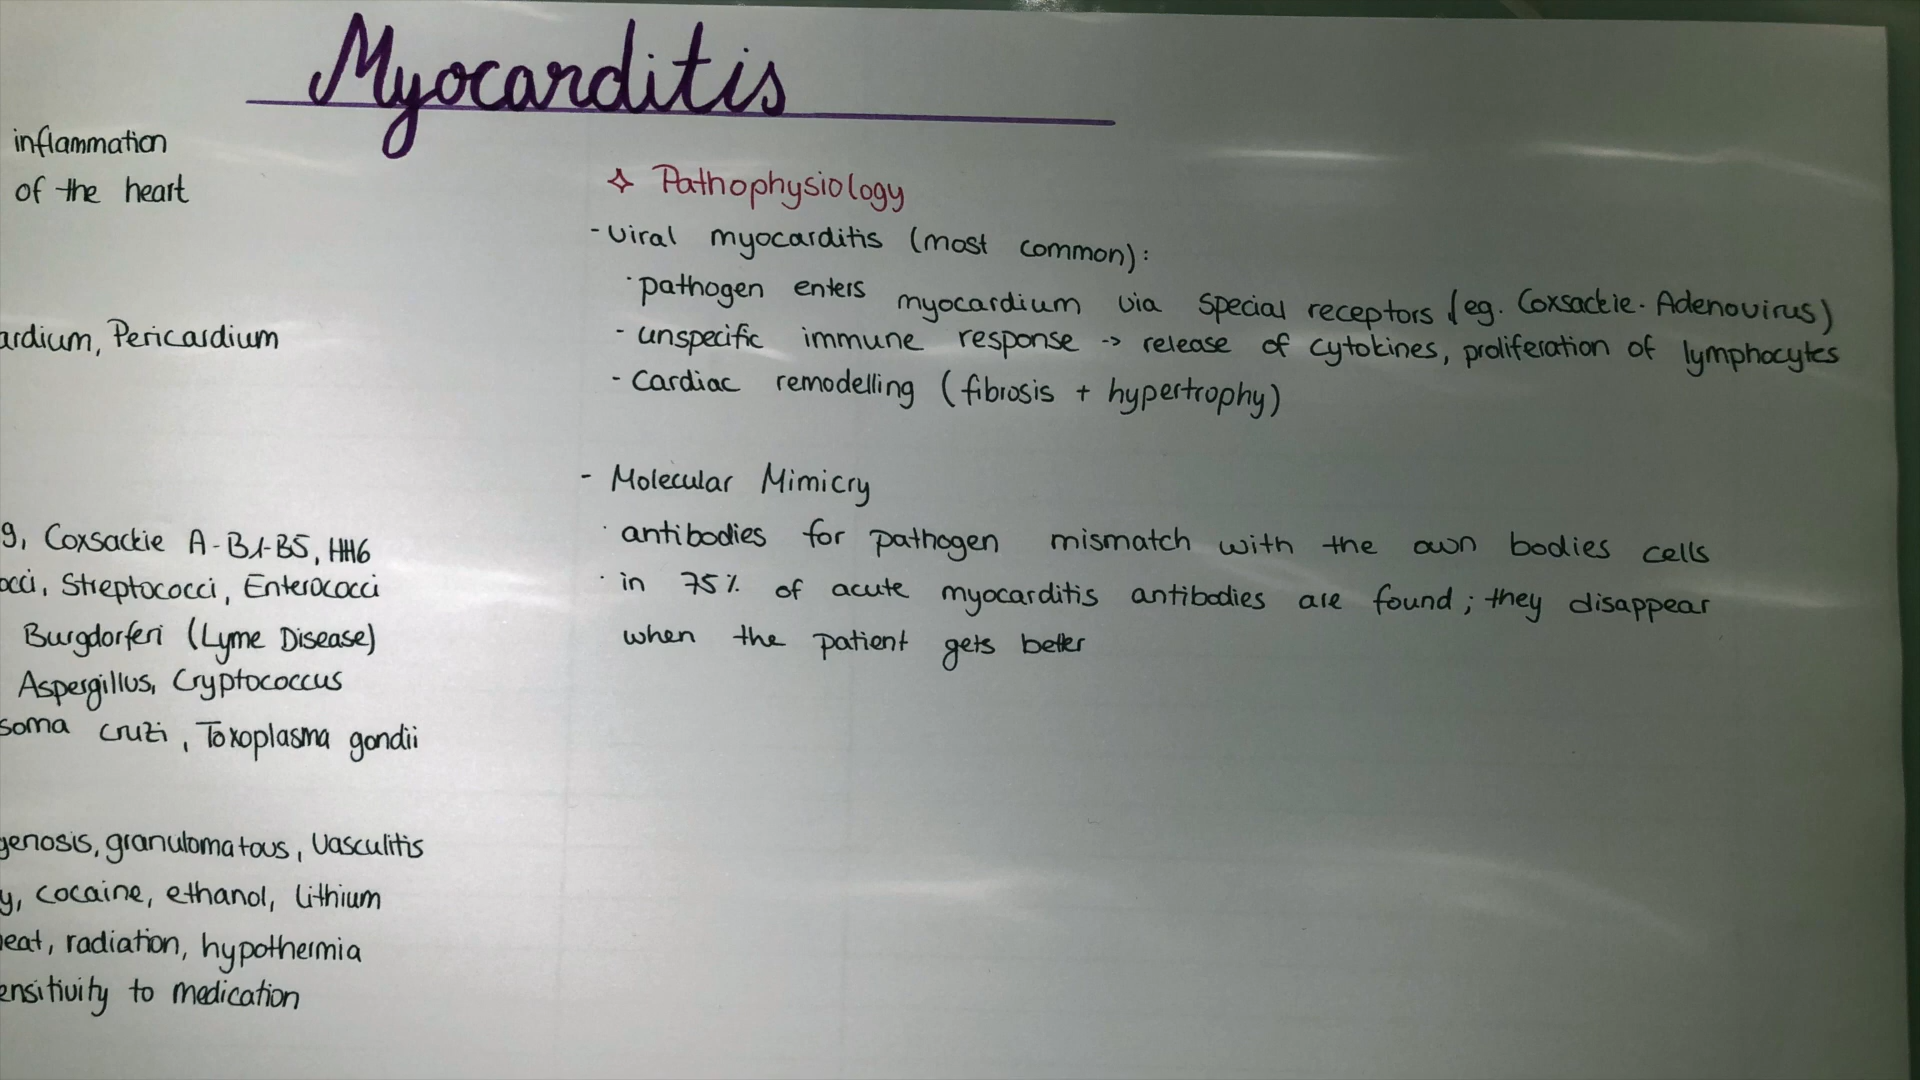 Myocarditis
inflammation
of the heart
ardium, Pericardium
9, Coxsackie A-B1-B5, HH6
occi, Streptococci, Enterococci
Burgdorferi (Lyme Disease)
Aspergillus, Cryptococcus
soma cruzi, Toxoplasma gondii
genosis, granulomatous, Vasculitis
y, cocaine, ethanol, lithium
eat, radiation, hypothermia
ensitivity to medication
✧ Pathophysiology
- viral myocarditis (most common):
· pathogen enters myocardium via special receptors (eg. Coxsackie-Adenovirus)
- unspecific immune response -> release of cytokines, proliferation of lymphocytes
- Cardiac remodelling (fibrosis + hypertrophy)
- Molecular Mimicry
· antibodies for pathogen mismatch with the own bodies cells
· in 75% of acute myocarditis antibodies are found; they disappear
when the patient gets better